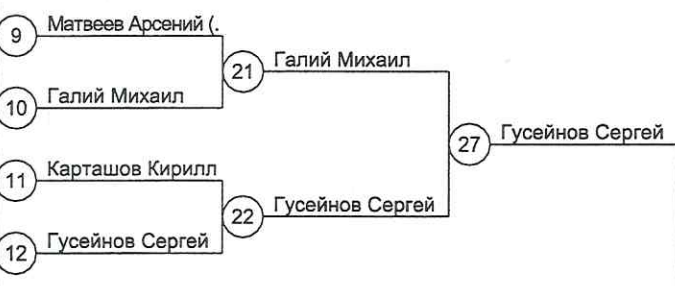 9 Матвеев Арсений (.
21 Галий Михаил
10 Галий Михаил
27 Гусейнов Сергей
11 Карташов Кирилл
22 Гусейнов Сергей
12 Гусейнов Сергей